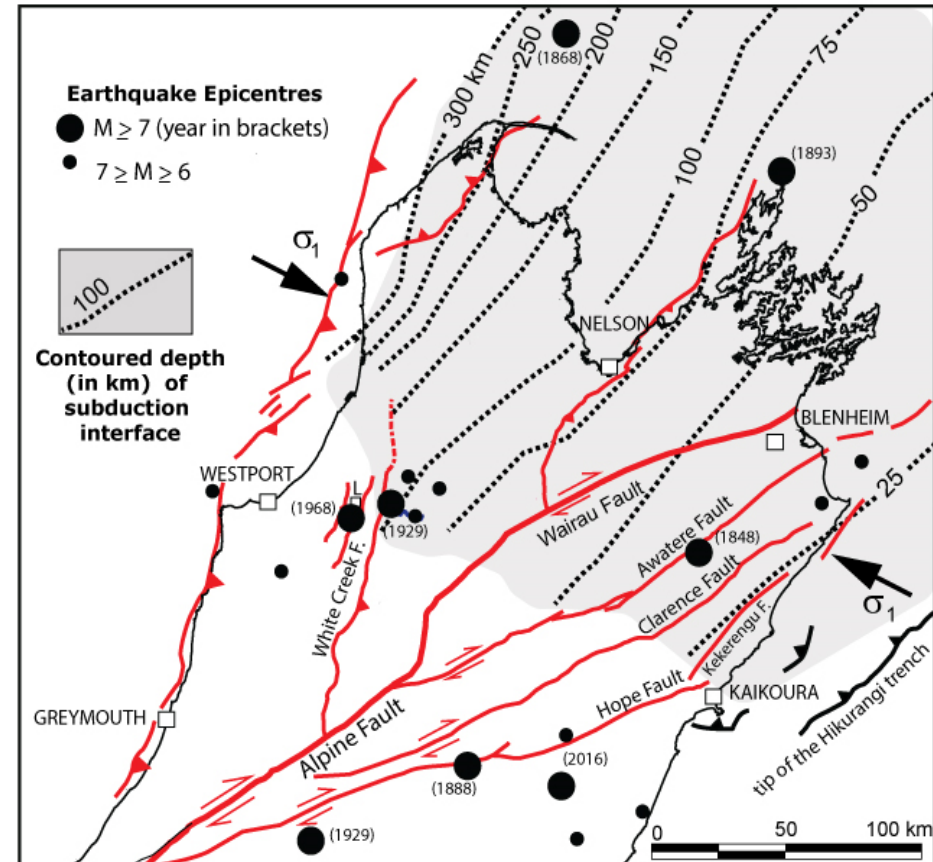 Earthquake Epicentres
M ≥ 7 (year in brackets)
7 ≥ M ≥ 6
100
Contoured depth
(in km) of
subduction
interface
300 km
250
200
150
100
75
50
25
(1868)
(1893)
σ1
NELSON
BLENHEIM
WESTPORT
L
(1968)
(1929)
White Creek F.
Wairau Fault
Awatere Fault
(1848)
Clarence Fault
Kekerengu F.
σ1
Hope Fault
KAIKOURA
tip of the Hikurangi trench
GREYMOUTH
Alpine Fault
(1888)
(2016)
(1929)
0 50 100 km